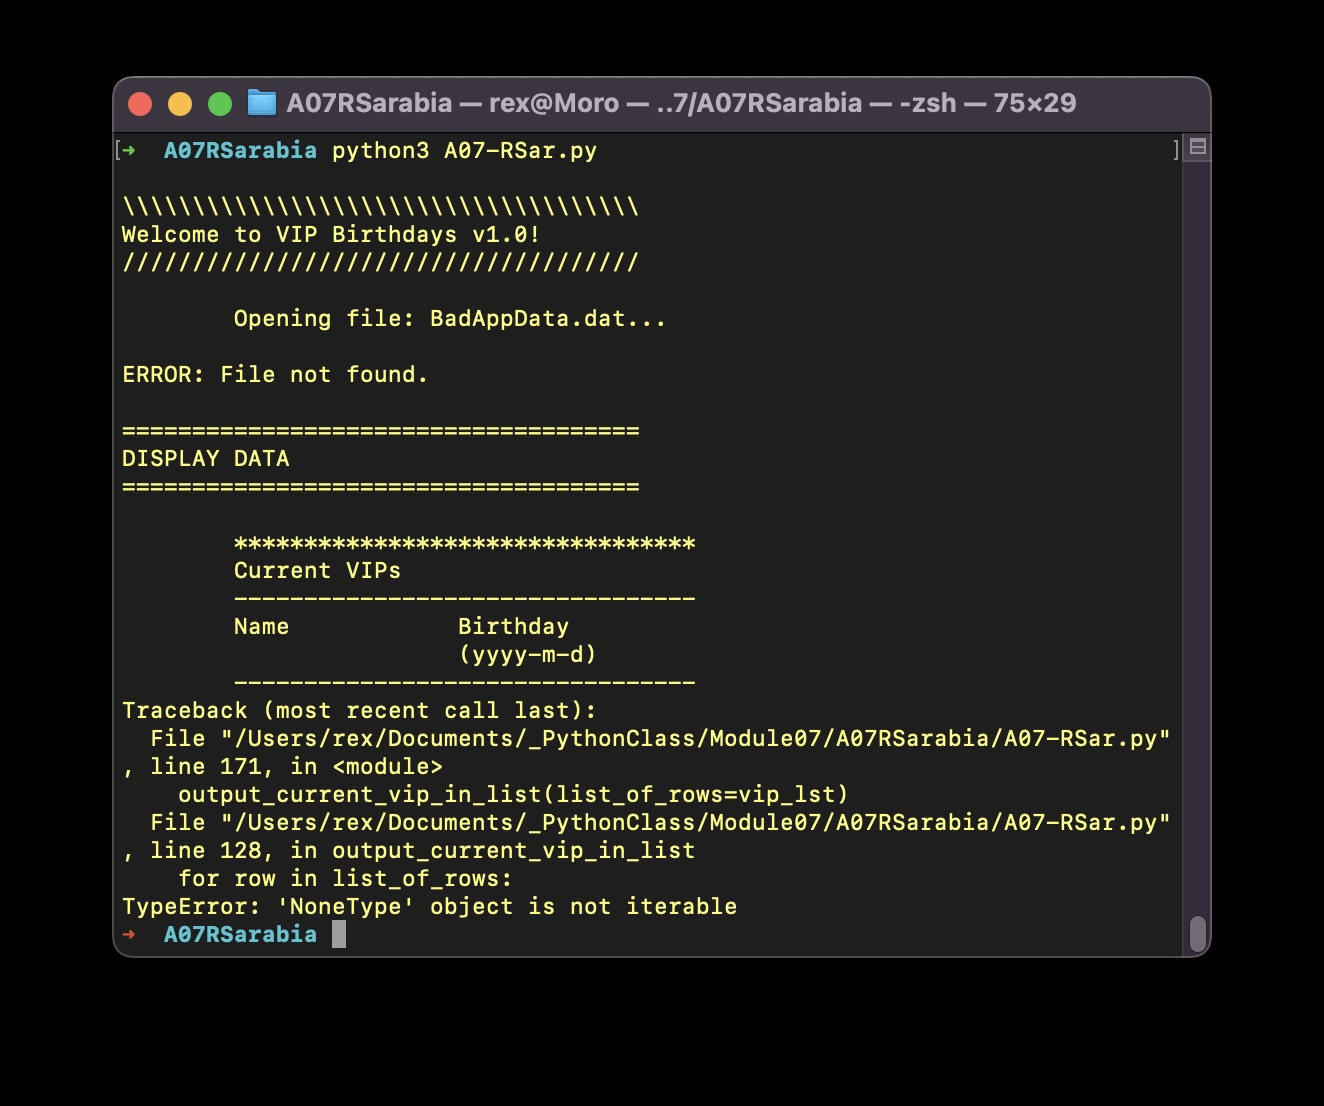 A07RSarabia — rex@Moro — ..7/A07RSarabia — -zsh — 75×29
[➜  A07RSarabia python3 A07-RSar.py ]
\\\\\\\\\\\\\\\\\\\\\\\\\\\\\\\\\\\\\
Welcome to VIP Birthdays v1.0!
/////////////////////////////////////
        Opening file: BadAppData.dat...
ERROR: File not found.
=====================================
DISPLAY DATA
=====================================
        *********************************
        Current VIPs
        ---------------------------------
        Name            Birthday
                        (yyyy-m-d)
        ---------------------------------
Traceback (most recent call last):
  File "/Users/rex/Documents/_PythonClass/Module07/A07RSarabia/A07-RSar.py"
, line 171, in <module>
    output_current_vip_in_list(list_of_rows=vip_lst)
  File "/Users/rex/Documents/_PythonClass/Module07/A07RSarabia/A07-RSar.py"
, line 128, in output_current_vip_in_list
    for row in list_of_rows:
TypeError: 'NoneType' object is not iterable
➜  A07RSarabia